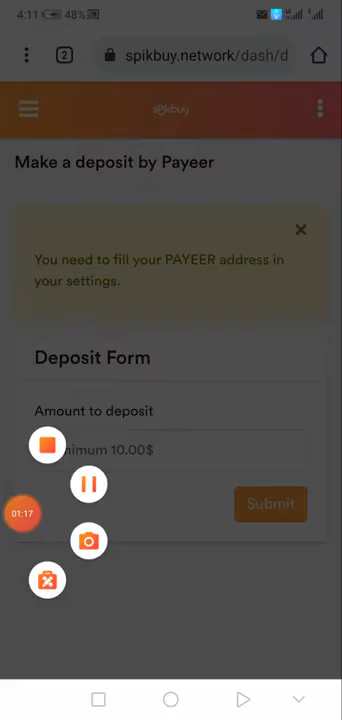 4:11 48%
2 spikbuy.network/dash/d
spikbuy
Make a deposit by Payeer
You need to fill your PAYEER address in
your settings.
Deposit Form
Amount to deposit
nimum 10.00$
01:17
Submit